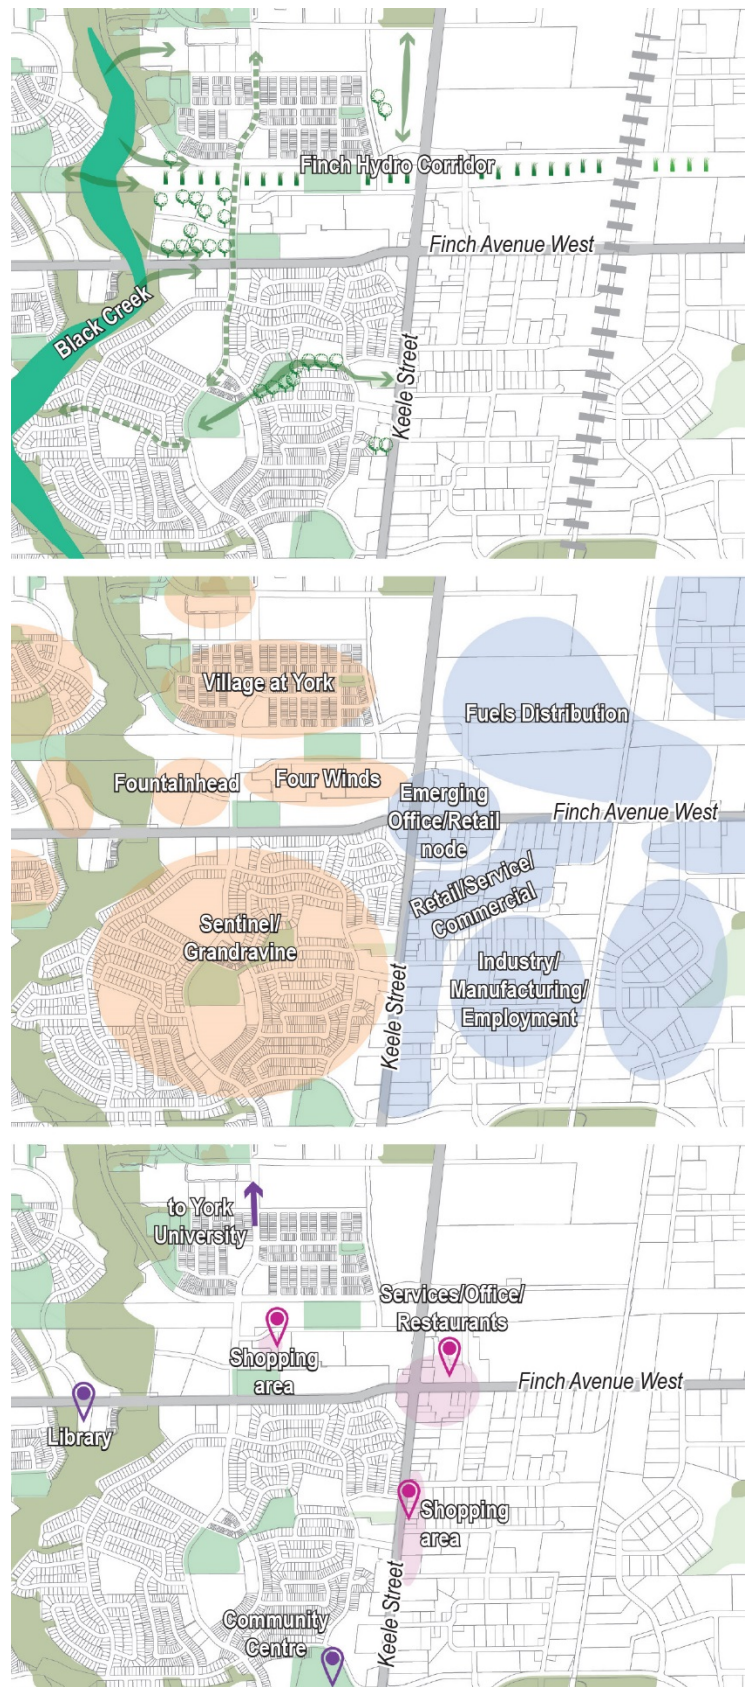 Finch Hydro Corridor
Finch Avenue West
Black Creek
Keele Street
Village at York
Fuels Distribution
Fountainhead
Four Winds
Emerging
Office/Retail
node
Finch Avenue West
Retail/Service/
Commercial
Sentinel/
Grandravine
Industry/
Manufacturing/
Employment
Keele Street
to York
University
Services/Office/
Restaurants
Shopping
area
Finch Avenue West
Library
Shopping
area
Keele Street
Community
Centre